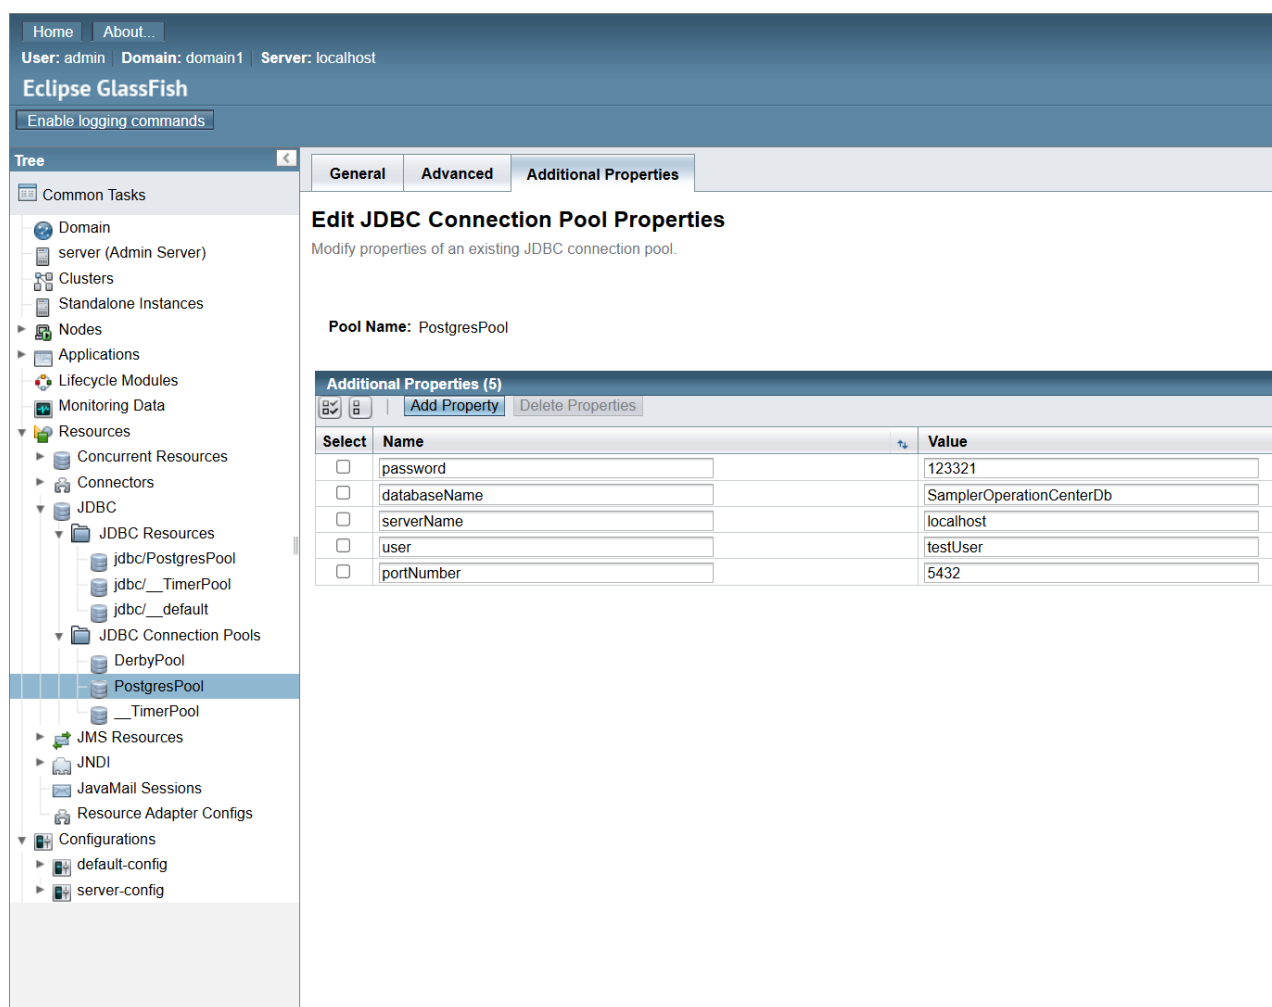 Home About...
User: admin Domain: domain1 Server: localhost
Eclipse GlassFish
Enable logging commands
Tree
Common Tasks
Domain
server (Admin Server)
Clusters
Standalone Instances
Nodes
Applications
Lifecycle Modules
Monitoring Data
Resources
Concurrent Resources
Connectors
JDBC
JDBC Resources
jdbc/PostgresPool
jdbc/__TimerPool
jdbc/__default
JDBC Connection Pools
DerbyPool
PostgresPool
__TimerPool
JMS Resources
JNDI
JavaMail Sessions
Resource Adapter Configs
Configurations
default-config
server-config
General Advanced Additional Properties
Edit JDBC Connection Pool Properties
Modify properties of an existing JDBC connection pool.
Pool Name: PostgresPool
Additional Properties (5)
Add Property Delete Properties
Select Name Value
password 123321
databaseName SamplerOperationCenterDb
serverName localhost
user testUser
portNumber 5432